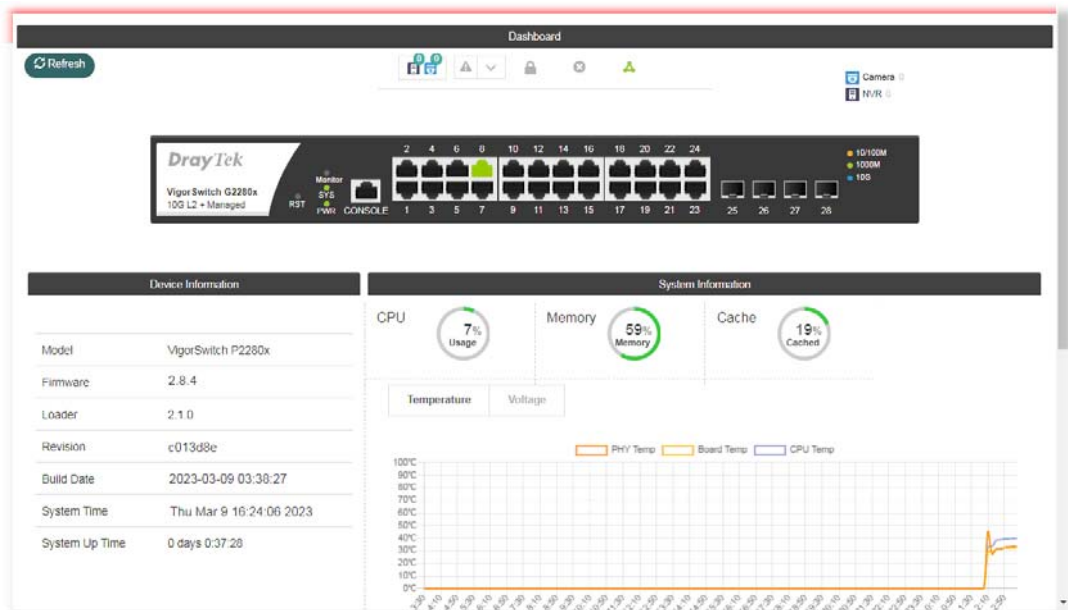 Dashboard
Refresh
0 0
Camera 0
NVR 0
DrayTek
VigorSwitch G2280x
10G L2 + Managed
RST
Monitor
SYS
PWR
CONSOLE
2 4 6 8 10 12 14 16 18 20 22 24
1 3 5 7 9 11 13 15 17 19 21 23 25 26 27 28
10/100M
1000M
10G
Device Information
Model VigorSwitch P2280x
Firmware 2.8.4
Loader 2.1.0
Revision c013d8e
Build Date 2023-03-09 03:38:27
System Time Thu Mar 9 16:24:06 2023
System Up Time 0 days 0:37:28
System Information
CPU 7% Usage
Memory 59% Memory
Cache 19% Cached
Temperature Voltage
PHY Temp Board Temp CPU Temp
100°C
90°C
80°C
70°C
60°C
50°C
40°C
30°C
20°C
10°C
0°C